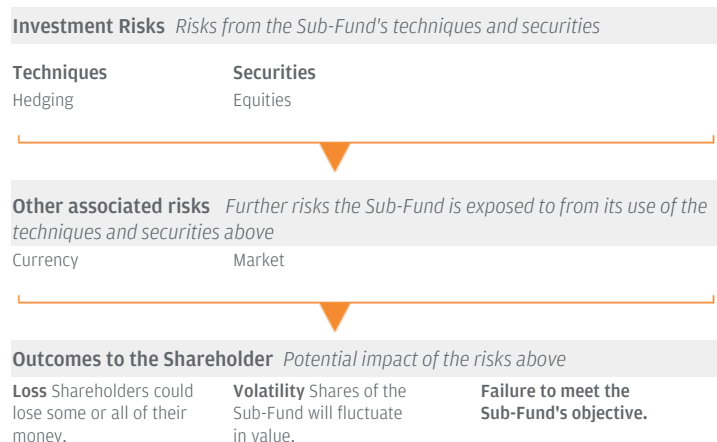 Investment Risks Risks from the Sub-Fund's techniques and securities
Techniques Securities
Hedging Equities
Other associated risks Further risks the Sub-Fund is exposed to from its use of the
techniques and securities above
Currency Market
Outcomes to the Shareholder Potential impact of the risks above
Loss Shareholders could
lose some or all of their
money.
Volatility Shares of the
Sub-Fund will fluctuate
in value.
Failure to meet the
Sub-Fund's objective.